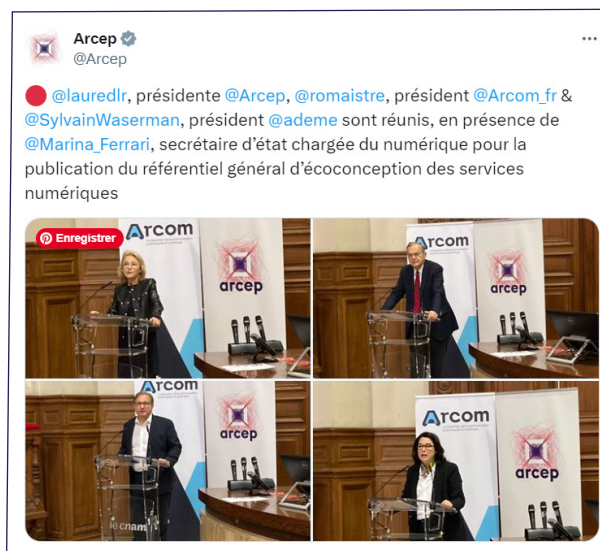 Arcep
@Arcep
@lauredlr, présidente @Arcep, @romaistre, président @Arcom_fr &
@SylvainWaserman, président @ademe sont réunis, en présence de
@Marina_Ferrari, secrétaire d’état chargée du numérique pour la
publication du référentiel général d’écoconception des services
numériques
Enregistrer
Arcom
arcep
Arcom
arcep
Arcom
arcep
le cnam
Arcom
arcep